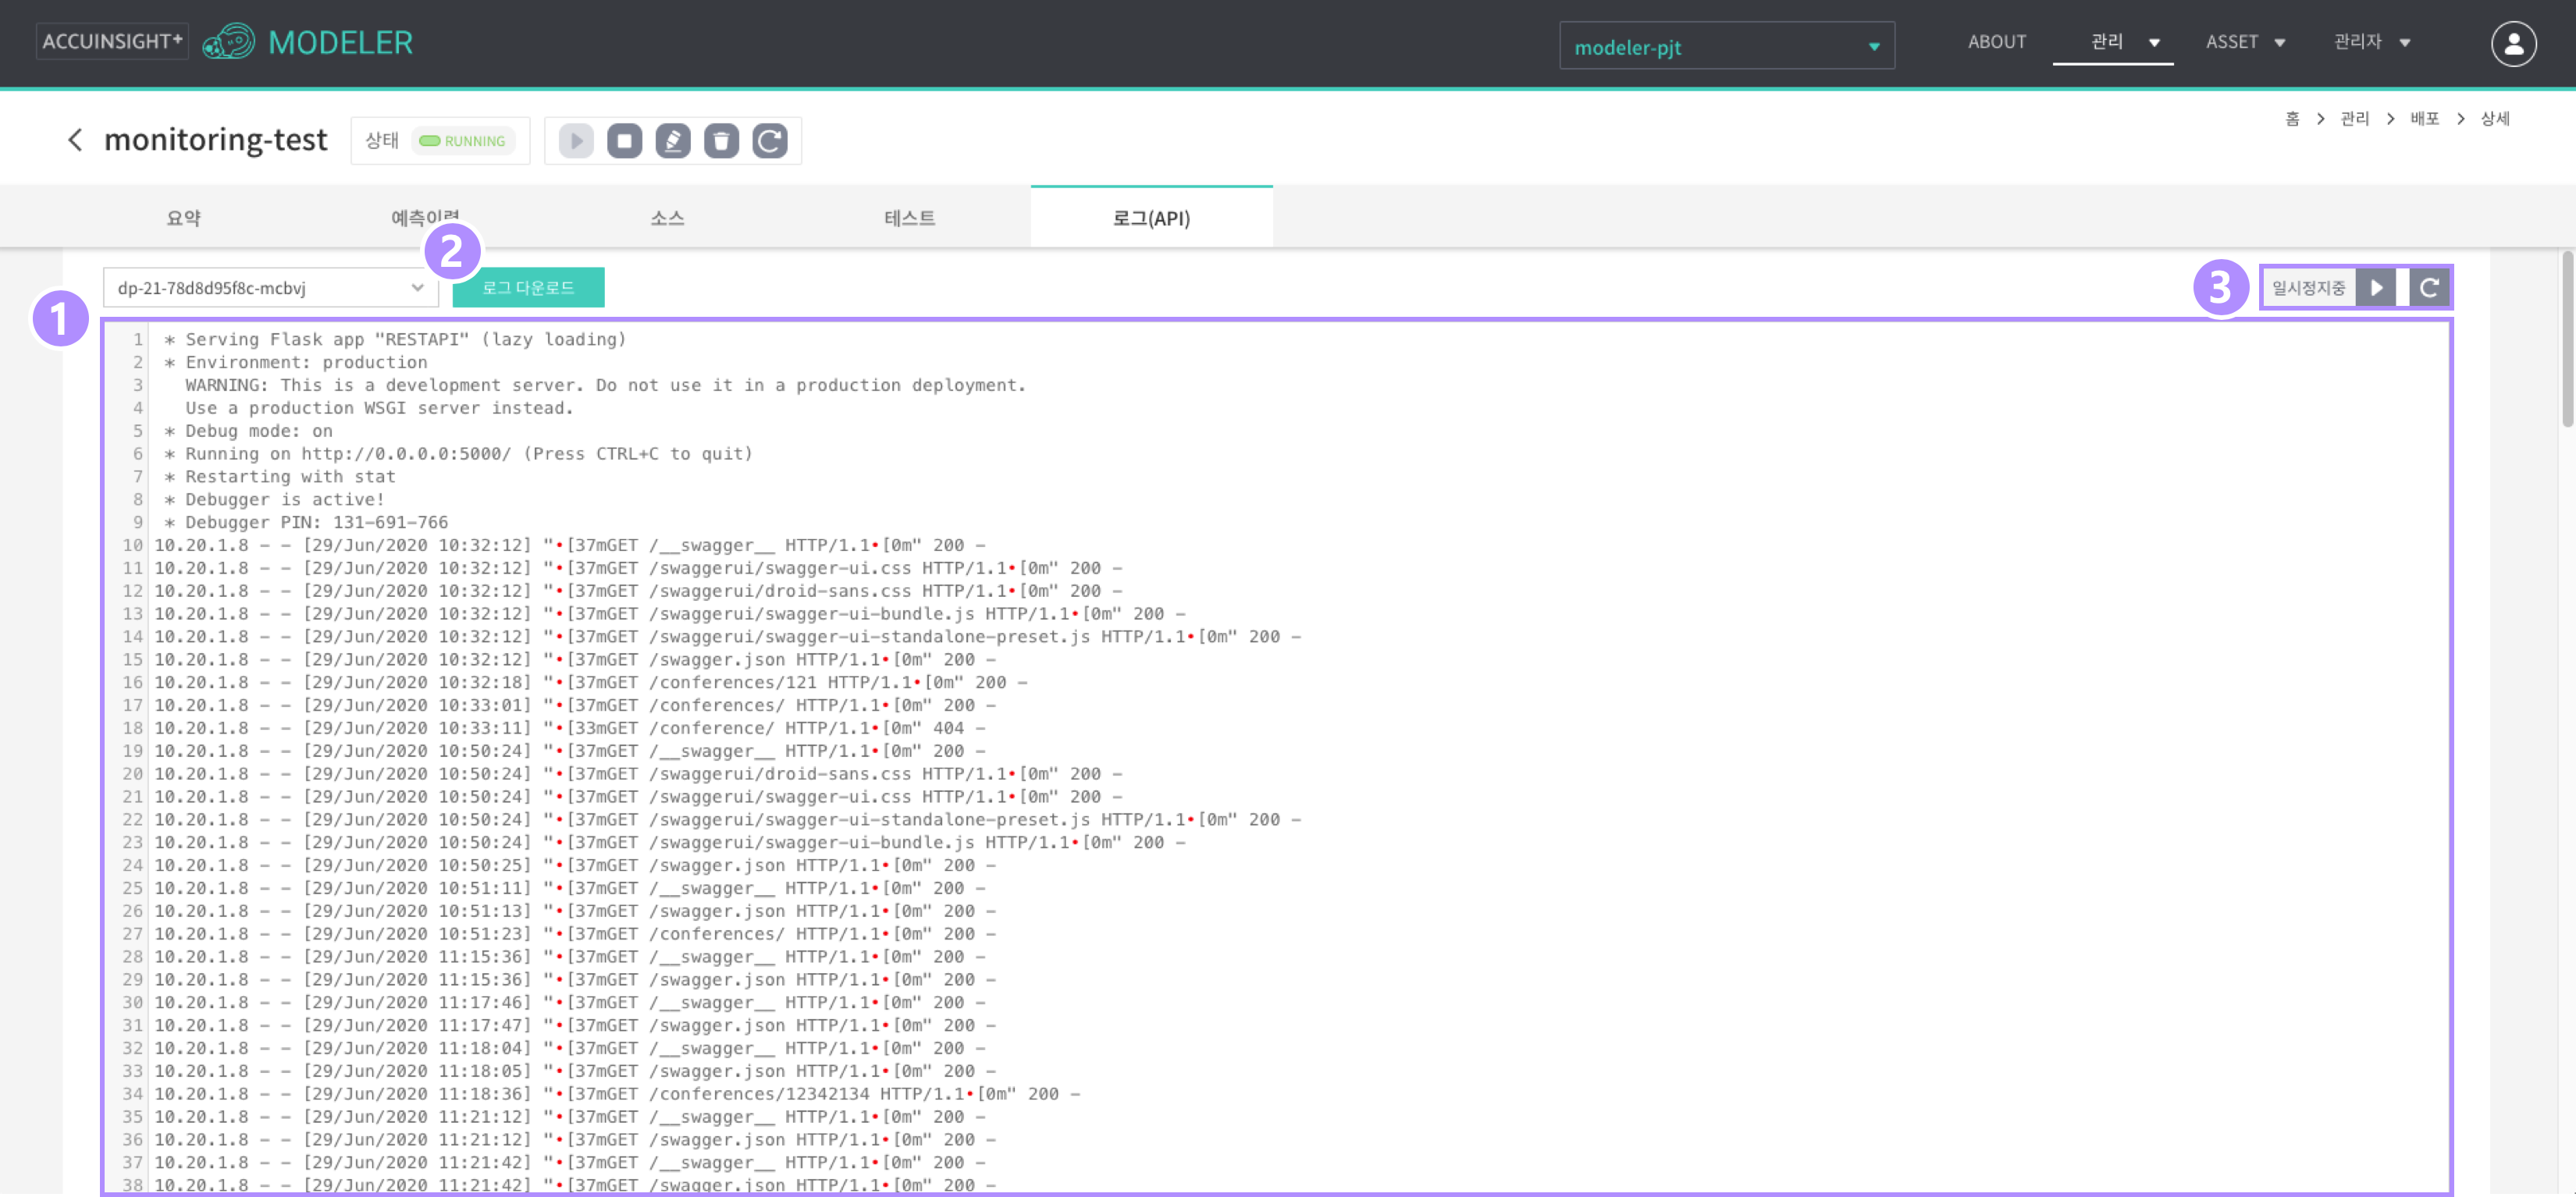 ACCUINSIGHT+ MODELER modeler-pjt ABOUT 관리 ASSET 관리자
홈 > 관리 > 배포 > 상세
monitoring-test 상태 RUNNING
요약 예측이력 소스 테스트 로그(API)
2
dp-21-78d8d95f8c-mcbvj 로그 다운로드 3 일시정지중
1
1 * Serving Flask app "RESTAPI" (lazy loading)
2 * Environment: production
3 WARNING: This is a development server. Do not use it in a production deployment.
4 Use a production WSGI server instead.
5 * Debug mode: on
6 * Running on http://0.0.0.0:5000/ (Press CTRL+C to quit)
7 * Restarting with stat
8 * Debugger is active!
9 * Debugger PIN: 131-691-766
10 10.20.1.8 - - [29/Jun/2020 10:32:12] "•[37mGET /__swagger__ HTTP/1.1•[0m" 200 -
11 10.20.1.8 - - [29/Jun/2020 10:32:12] "•[37mGET /swaggerui/swagger-ui.css HTTP/1.1•[0m" 200 -
12 10.20.1.8 - - [29/Jun/2020 10:32:12] "•[37mGET /swaggerui/droid-sans.css HTTP/1.1•[0m" 200 -
13 10.20.1.8 - - [29/Jun/2020 10:32:12] "•[37mGET /swaggerui/swagger-ui-bundle.js HTTP/1.1•[0m" 200 -
14 10.20.1.8 - - [29/Jun/2020 10:32:12] "•[37mGET /swaggerui/swagger-ui-standalone-preset.js HTTP/1.1•[0m" 200 -
15 10.20.1.8 - - [29/Jun/2020 10:32:12] "•[37mGET /swagger.json HTTP/1.1•[0m" 200 -
16 10.20.1.8 - - [29/Jun/2020 10:32:18] "•[37mGET /conferences/121 HTTP/1.1•[0m" 200 -
17 10.20.1.8 - - [29/Jun/2020 10:33:01] "•[37mGET /conferences/ HTTP/1.1•[0m" 200 -
18 10.20.1.8 - - [29/Jun/2020 10:33:11] "•[33mGET /conference/ HTTP/1.1•[0m" 404 -
19 10.20.1.8 - - [29/Jun/2020 10:50:24] "•[37mGET /__swagger__ HTTP/1.1•[0m" 200 -
20 10.20.1.8 - - [29/Jun/2020 10:50:24] "•[37mGET /swaggerui/droid-sans.css HTTP/1.1•[0m" 200 -
21 10.20.1.8 - - [29/Jun/2020 10:50:24] "•[37mGET /swaggerui/swagger-ui.css HTTP/1.1•[0m" 200 -
22 10.20.1.8 - - [29/Jun/2020 10:50:24] "•[37mGET /swaggerui/swagger-ui-standalone-preset.js HTTP/1.1•[0m" 200 -
23 10.20.1.8 - - [29/Jun/2020 10:50:24] "•[37mGET /swaggerui/swagger-ui-bundle.js HTTP/1.1•[0m" 200 -
24 10.20.1.8 - - [29/Jun/2020 10:50:25] "•[37mGET /swagger.json HTTP/1.1•[0m" 200 -
25 10.20.1.8 - - [29/Jun/2020 10:51:11] "•[37mGET /__swagger__ HTTP/1.1•[0m" 200 -
26 10.20.1.8 - - [29/Jun/2020 10:51:13] "•[37mGET /swagger.json HTTP/1.1•[0m" 200 -
27 10.20.1.8 - - [29/Jun/2020 10:51:23] "•[37mGET /conferences/ HTTP/1.1•[0m" 200 -
28 10.20.1.8 - - [29/Jun/2020 11:15:36] "•[37mGET /__swagger__ HTTP/1.1•[0m" 200 -
29 10.20.1.8 - - [29/Jun/2020 11:15:36] "•[37mGET /swagger.json HTTP/1.1•[0m" 200 -
30 10.20.1.8 - - [29/Jun/2020 11:17:46] "•[37mGET /__swagger__ HTTP/1.1•[0m" 200 -
31 10.20.1.8 - - [29/Jun/2020 11:17:47] "•[37mGET /swagger.json HTTP/1.1•[0m" 200 -
32 10.20.1.8 - - [29/Jun/2020 11:18:04] "•[37mGET /__swagger__ HTTP/1.1•[0m" 200 -
33 10.20.1.8 - - [29/Jun/2020 11:18:05] "•[37mGET /swagger.json HTTP/1.1•[0m" 200 -
34 10.20.1.8 - - [29/Jun/2020 11:18:36] "•[37mGET /conferences/12342134 HTTP/1.1•[0m" 200 -
35 10.20.1.8 - - [29/Jun/2020 11:21:12] "•[37mGET /__swagger__ HTTP/1.1•[0m" 200 -
36 10.20.1.8 - - [29/Jun/2020 11:21:12] "•[37mGET /swagger.json HTTP/1.1•[0m" 200 -
37 10.20.1.8 - - [29/Jun/2020 11:21:42] "•[37mGET /__swagger__ HTTP/1.1•[0m" 200 -
38 10.20.1.8 - - [29/Jun/2020 11:21:42] "•[37mGET /swagger.json HTTP/1.1•[0m" 200 -